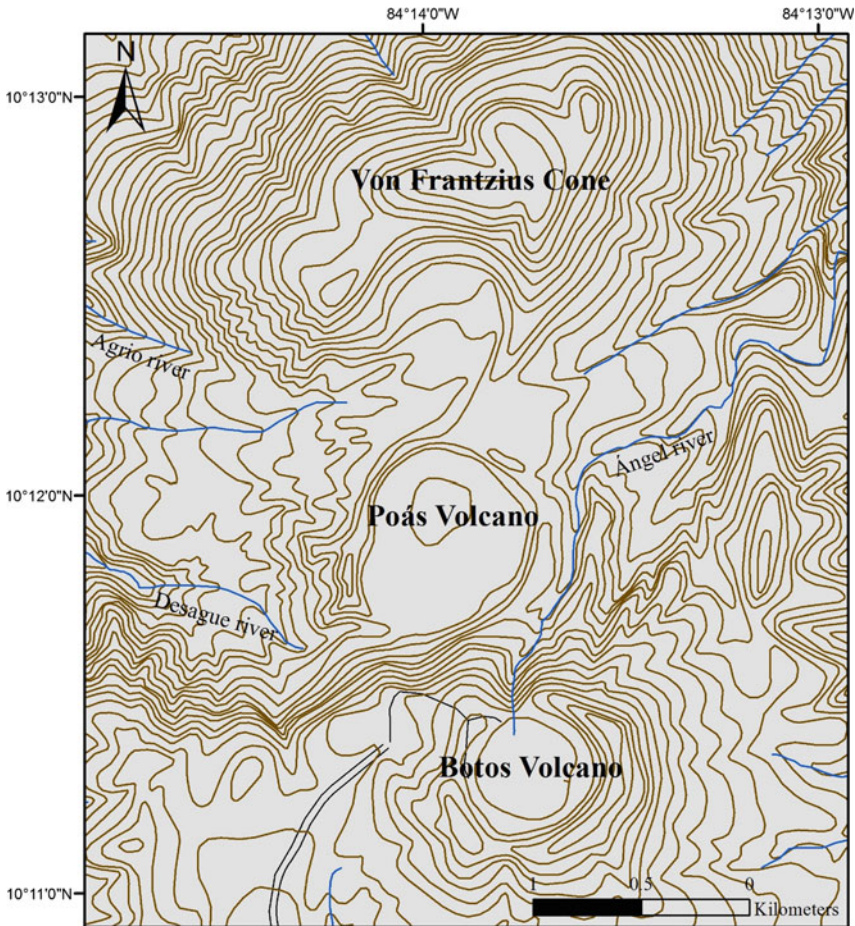 84°14'0"W
84°13'0"W
N
10°13'0"N
Von Frantzius Cone
Agrio river
Ángel river
10°12'0"N
Poás Volcano
Desague river
Botos Volcano
10°11'0"N
1 0.5 0
Kilometers